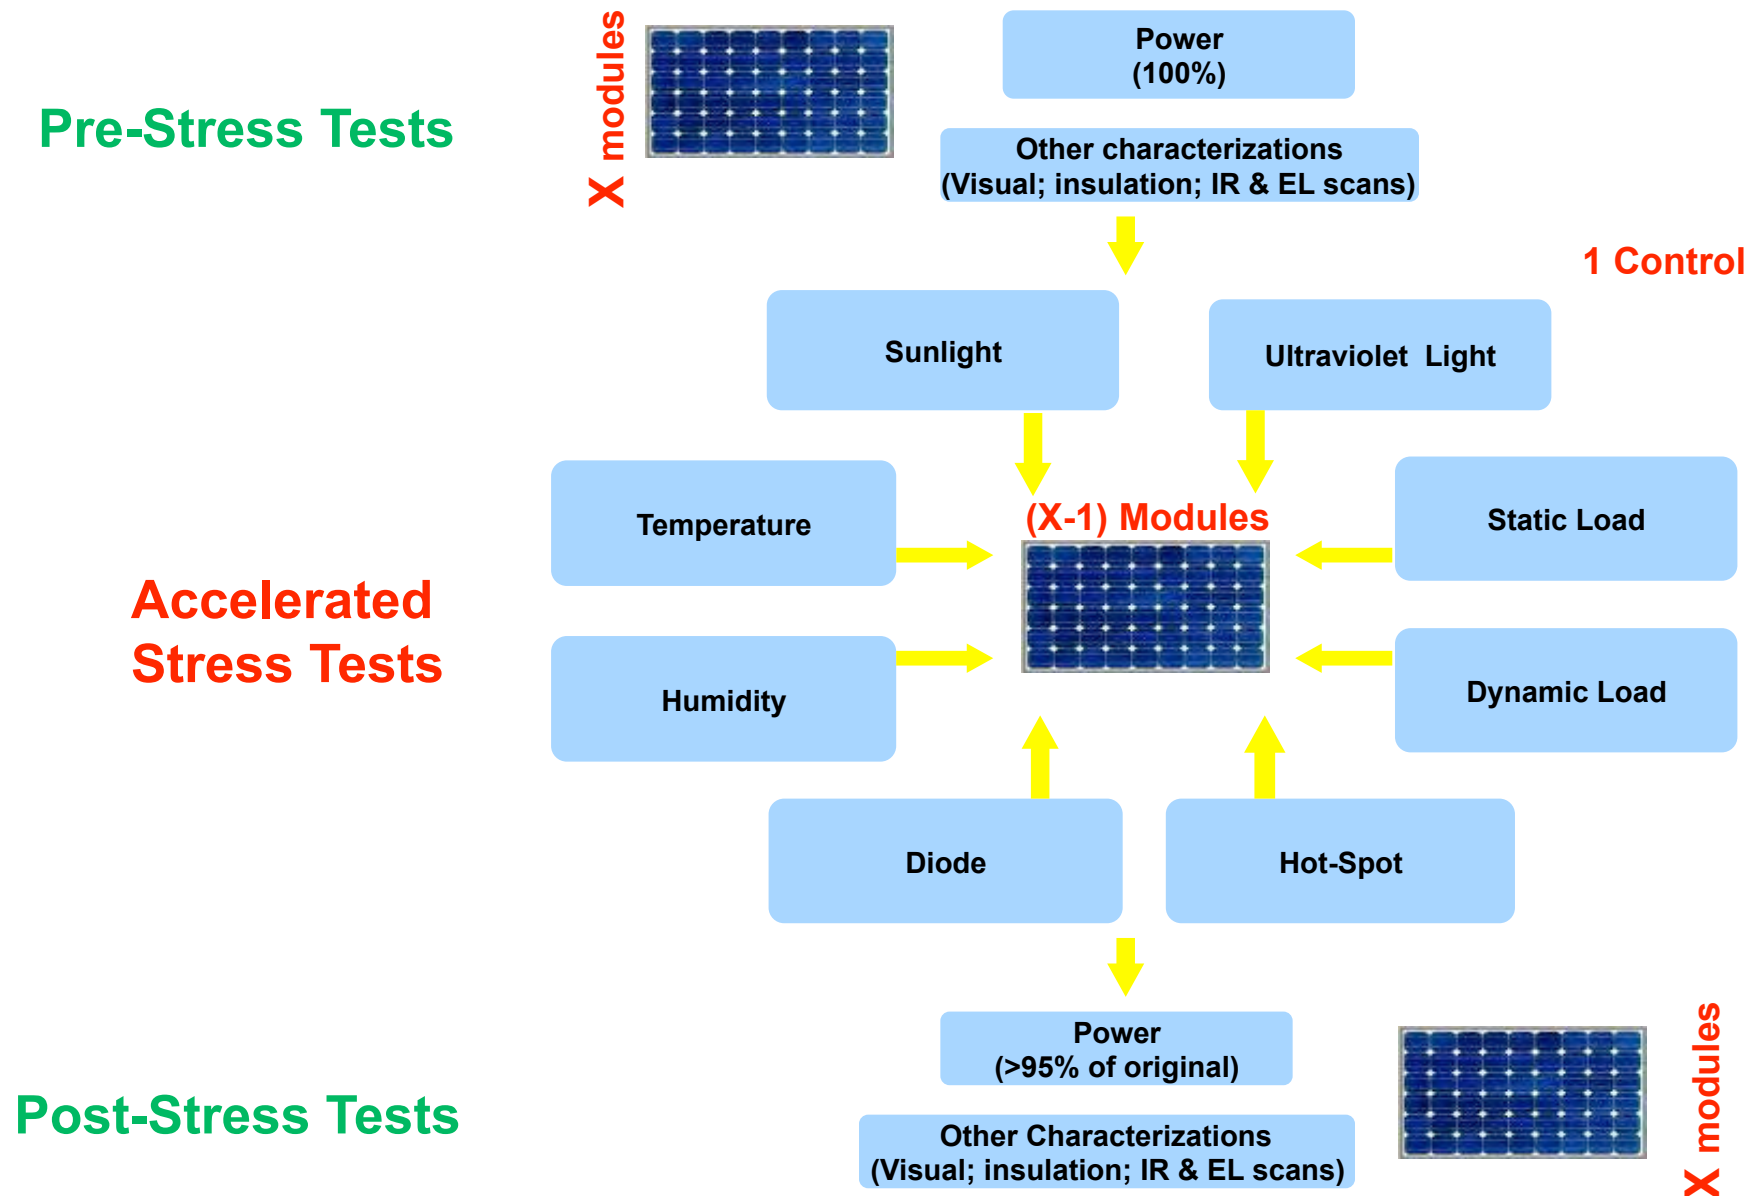 X modules
Power
(100%)
Pre-Stress Tests
Other characterizations
(Visual; insulation; IR & EL scans)
1 Control
Sunlight
Ultraviolet  Light
(X-1) Modules
Temperature
Static Load
Accelerated
Stress Tests
Humidity
Dynamic Load
Diode
Hot-Spot
Power
(>95% of original)
X modules
Post-Stress Tests
Other Characterizations
(Visual; insulation; IR & EL scans)